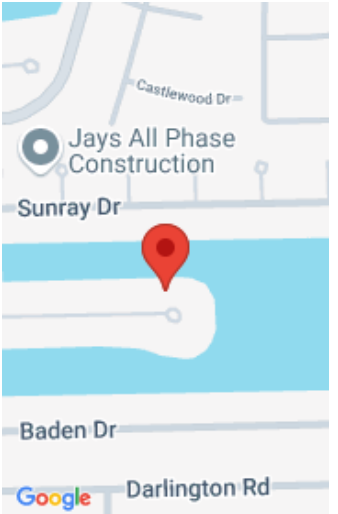 Castlewood Dr
Jays All Phase
Construction
Sunray Dr
Baden Dr
Darlington Rd
Google